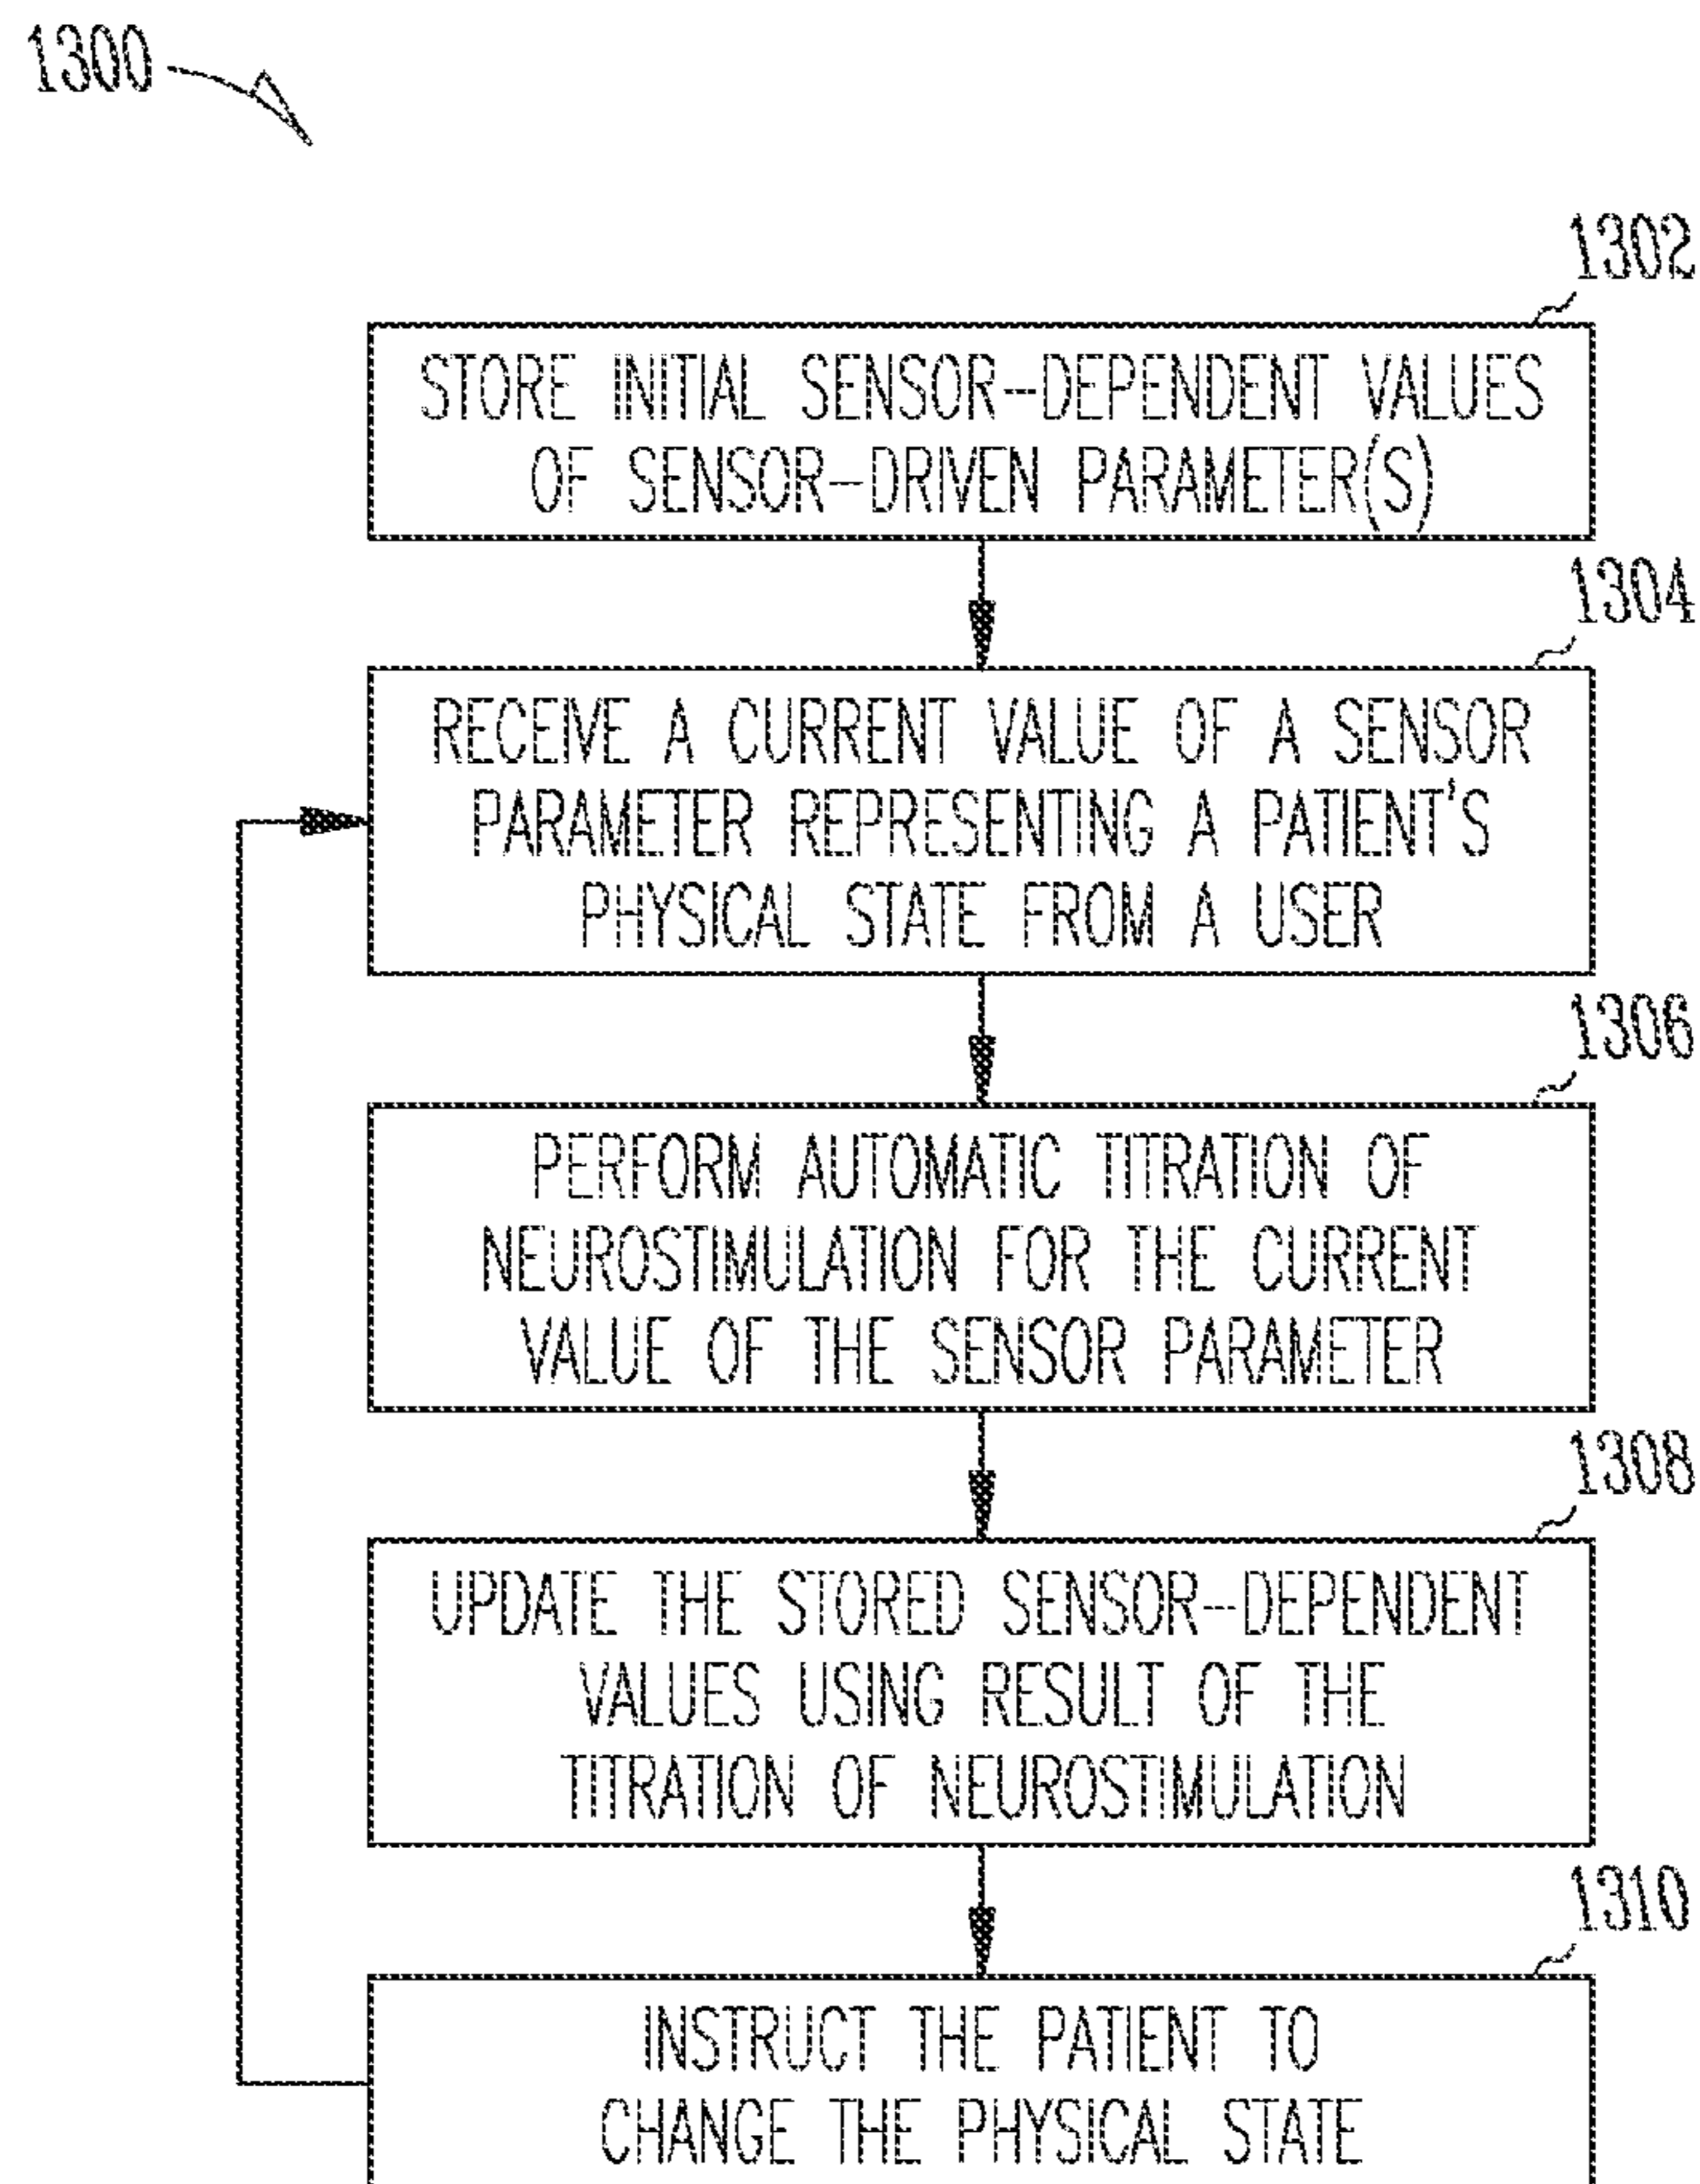 1300
1302
STORE INITIAL SENSOR-DEPENDENT VALUES
OF SENSOR-DRIVEN PARAMETER(S)
1304
RECEIVE A CURRENT VALUE OF A SENSOR
PARAMETER REPRESENTING A PATIENT'S
PHYSICAL STATE FROM A USER
1306
PERFORM AUTOMATIC TITRATION OF
NEUROSTIMULATION FOR THE CURRENT
VALUE OF THE SENSOR PARAMETER
1308
UPDATE THE STORED SENSOR-DEPENDENT
VALUES USING RESULT OF THE
TITRATION OF NEUROSTIMULATION
1310
INSTRUCT THE PATIENT TO
CHANGE THE PHYSICAL STATE